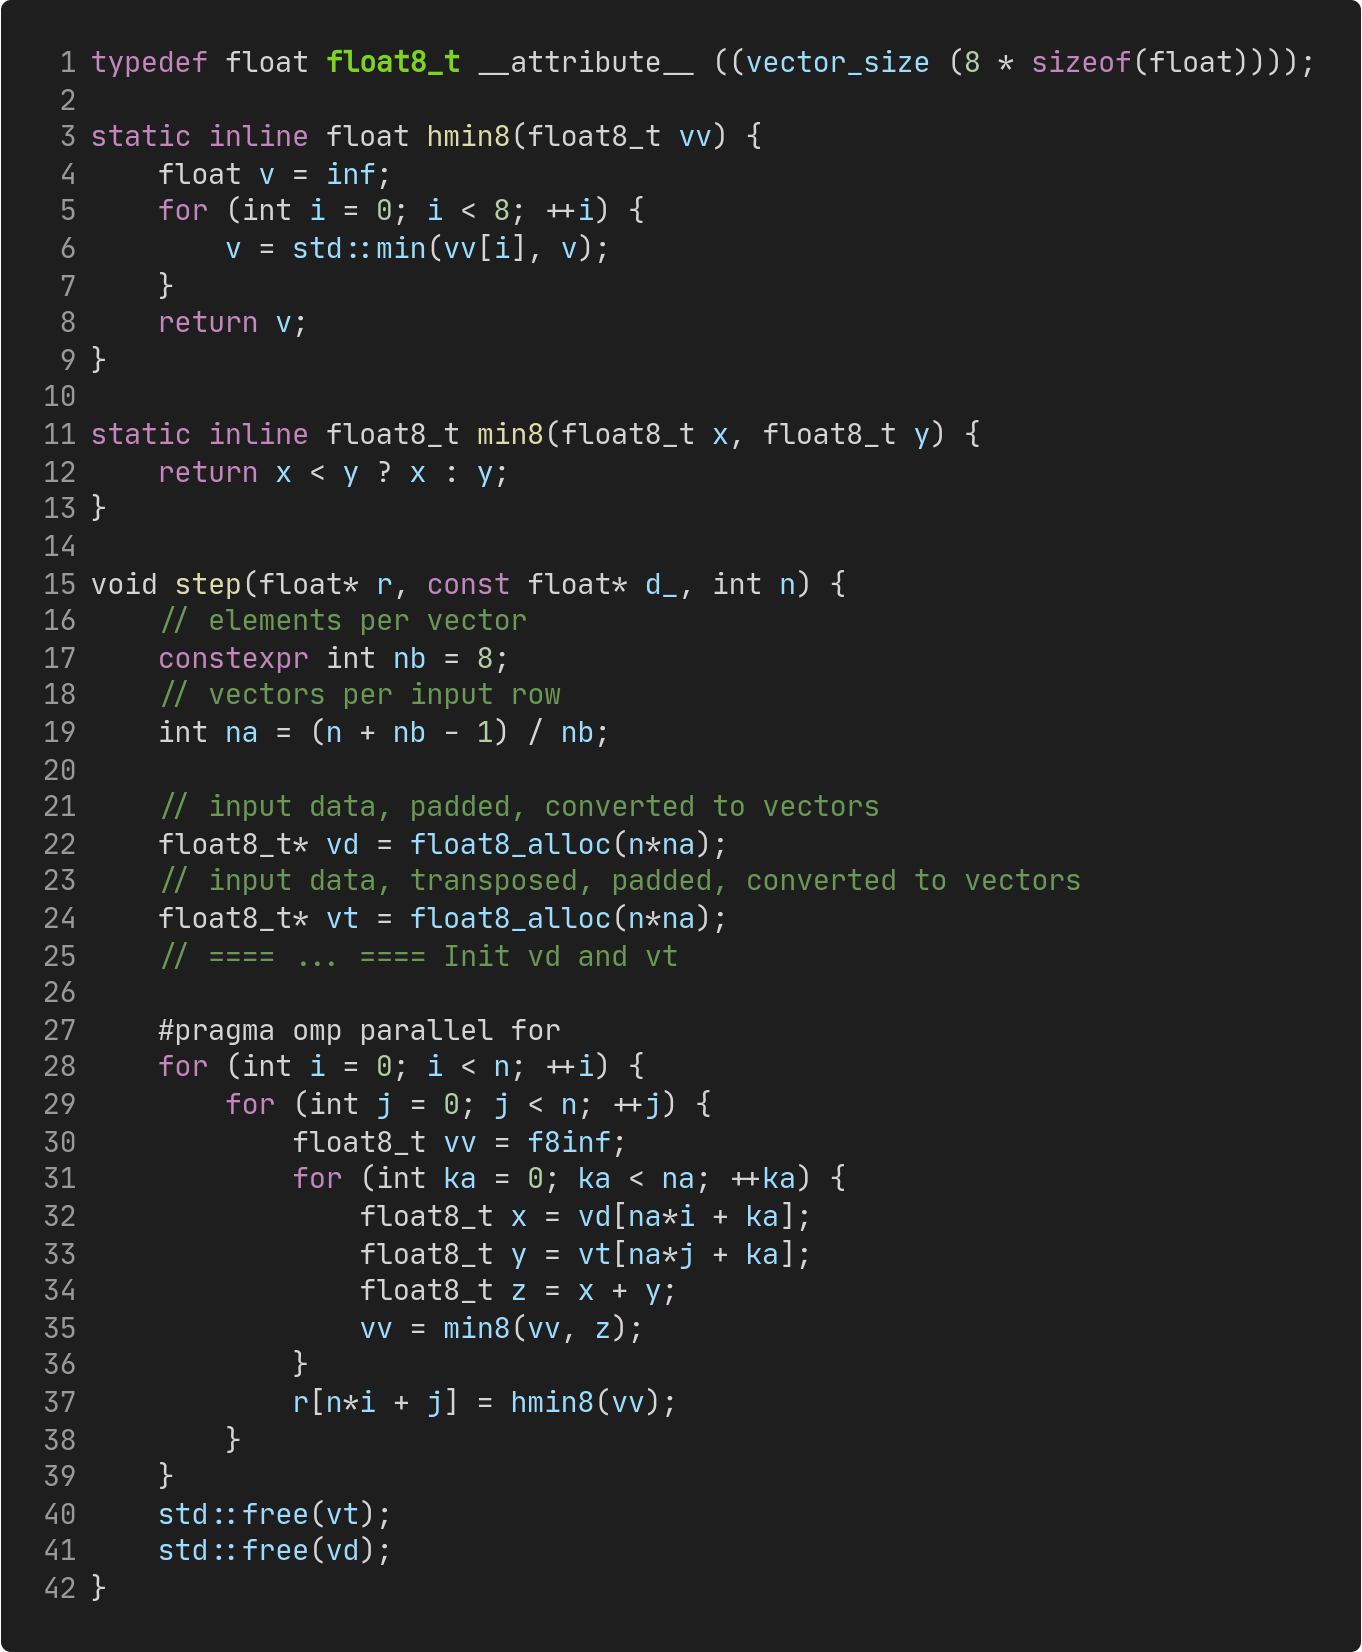 1 typedef float float8_t __attribute__ ((vector_size (8 * sizeof(float))));
2
3 static inline float hmin8(float8_t vv) {
4     float v = inf;
5     for (int i = 0; i < 8; ++i) {
6         v = std::min(vv[i], v);
7     }
8     return v;
9 }
10
11 static inline float8_t min8(float8_t x, float8_t y) {
12     return x < y ? x : y;
13 }
14
15 void step(float* r, const float* d_, int n) {
16     // elements per vector
17     constexpr int nb = 8;
18     // vectors per input row
19     int na = (n + nb - 1) / nb;
20
21     // input data, padded, converted to vectors
22     float8_t* vd = float8_alloc(n*na);
23     // input data, transposed, padded, converted to vectors
24     float8_t* vt = float8_alloc(n*na);
25     // ==== ... ==== Init vd and vt
26
27     #pragma omp parallel for
28     for (int i = 0; i < n; ++i) {
29         for (int j = 0; j < n; ++j) {
30             float8_t vv = f8inf;
31             for (int ka = 0; ka < na; ++ka) {
32                 float8_t x = vd[na*i + ka];
33                 float8_t y = vt[na*j + ka];
34                 float8_t z = x + y;
35                 vv = min8(vv, z);
36             }
37             r[n*i + j] = hmin8(vv);
38         }
39     }
40     std::free(vt);
41     std::free(vd);
42 }